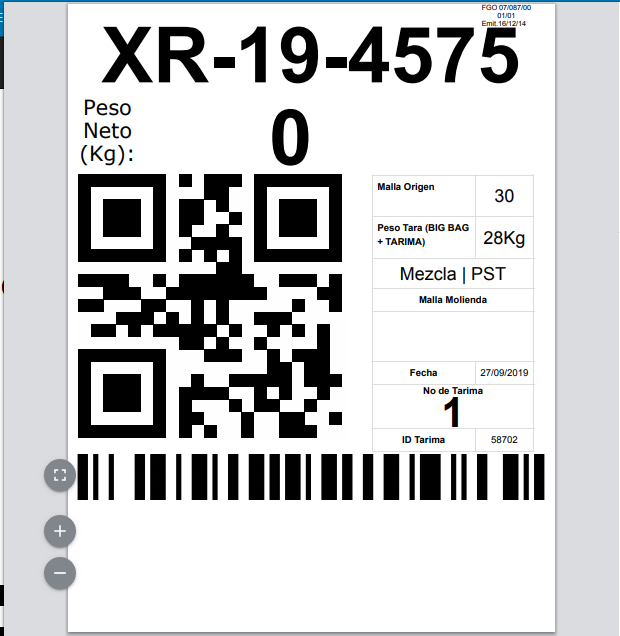 FGO 07/087/00
01/01
Emit.16/12/14
XR-19-4575
Peso
Neto
(Kg):
0
Malla Origen
30
Peso Tara (BIG BAG
+ TARIMA)
28Kg
Mezcla | PST
Malla Molienda
Fecha
27/09/2019
No de Tarima
1
ID Tarima
58702